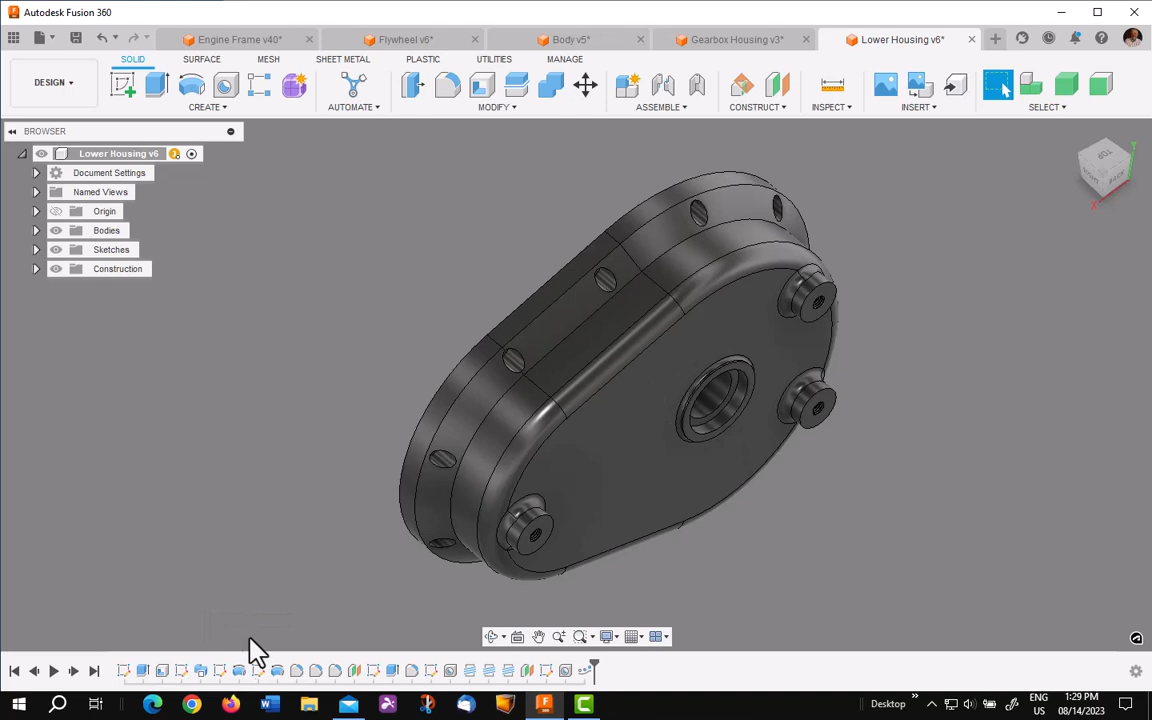 Autodesk Fusion 360
Engine Frame v40*
Flywheel v6*
Body v5*
Gearbox Housing v3*
Lower Housing v6*
SOLID
SURFACE
MESH
SHEET METAL
PLASTIC
UTILITIES
MANAGE
DESIGN
CREATE
AUTOMATE
MODIFY
ASSEMBLE
CONSTRUCT
INSPECT
INSERT
SELECT
BROWSER
Lower Housing v6
Document Settings
Named Views
Origin
Bodies
Sketches
Construction
TOP
BACK
Z
X
Desktop
ENG
US
1:29 PM
08/14/2023